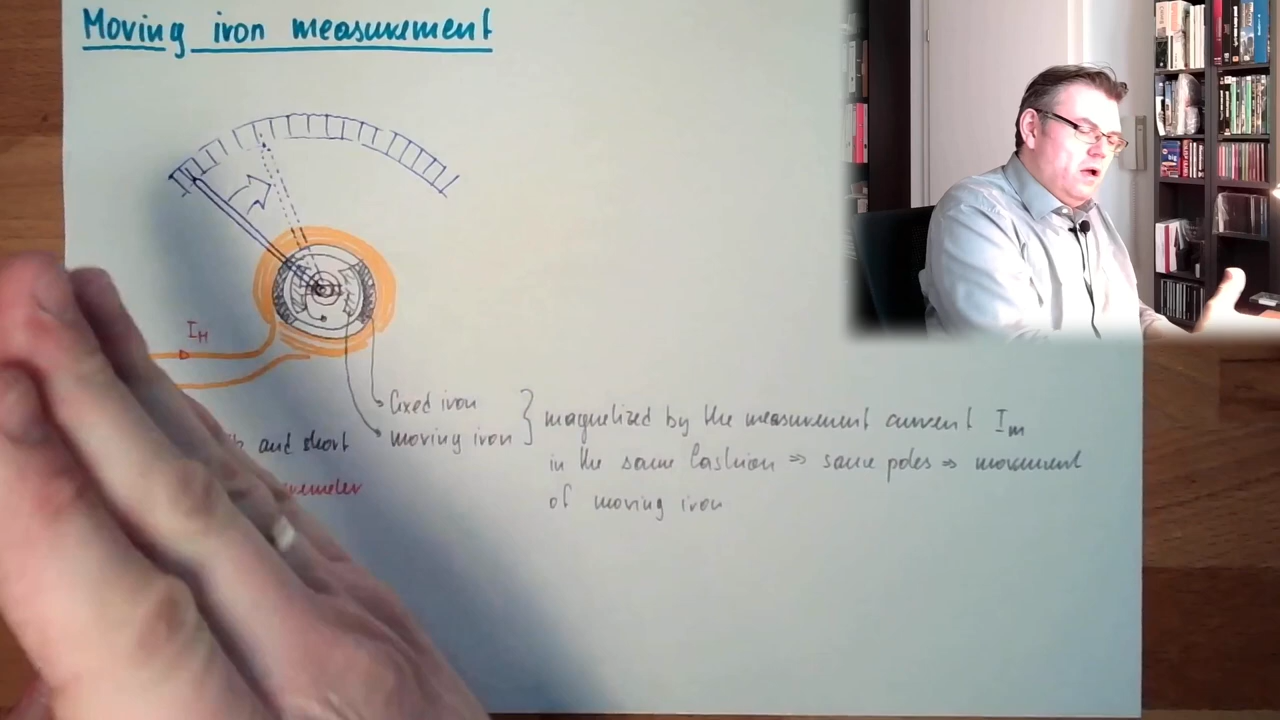 Moving iron measurement
I_M
fixed iron
moving iron
magnetized by the measurement current I_m
in the same fashion => same poles => movement
of moving iron
and short